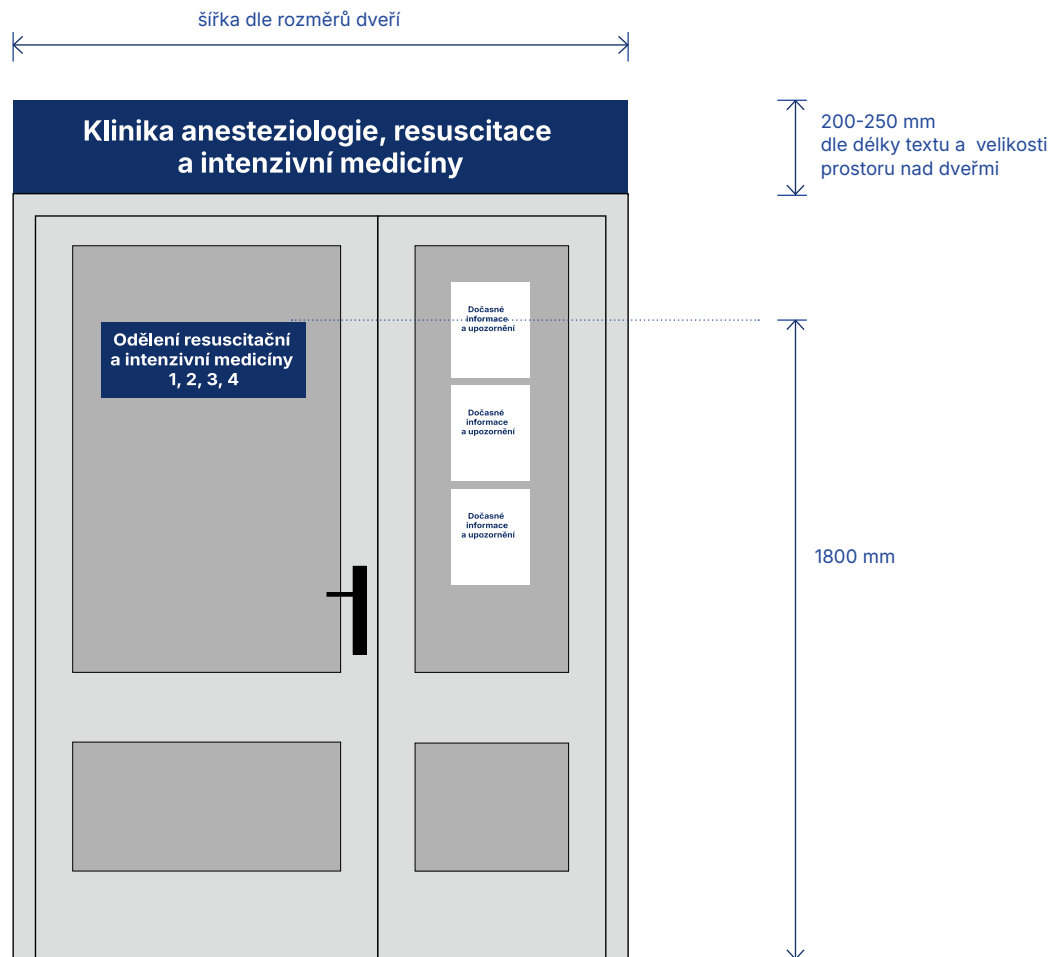 šířka dle rozměrů dveří
Klinika anesteziologie, resuscitace
a intenzivní medicíny
200-250 mm
dle délky textu a  velikosti
prostoru nad dveřmi
Odělení resuscitační
a intenzivní medicíny
1, 2, 3, 4
Dočasné
informace
a upozornění
Dočasné
informace
a upozornění
Dočasné
informace
a upozornění
1800 mm